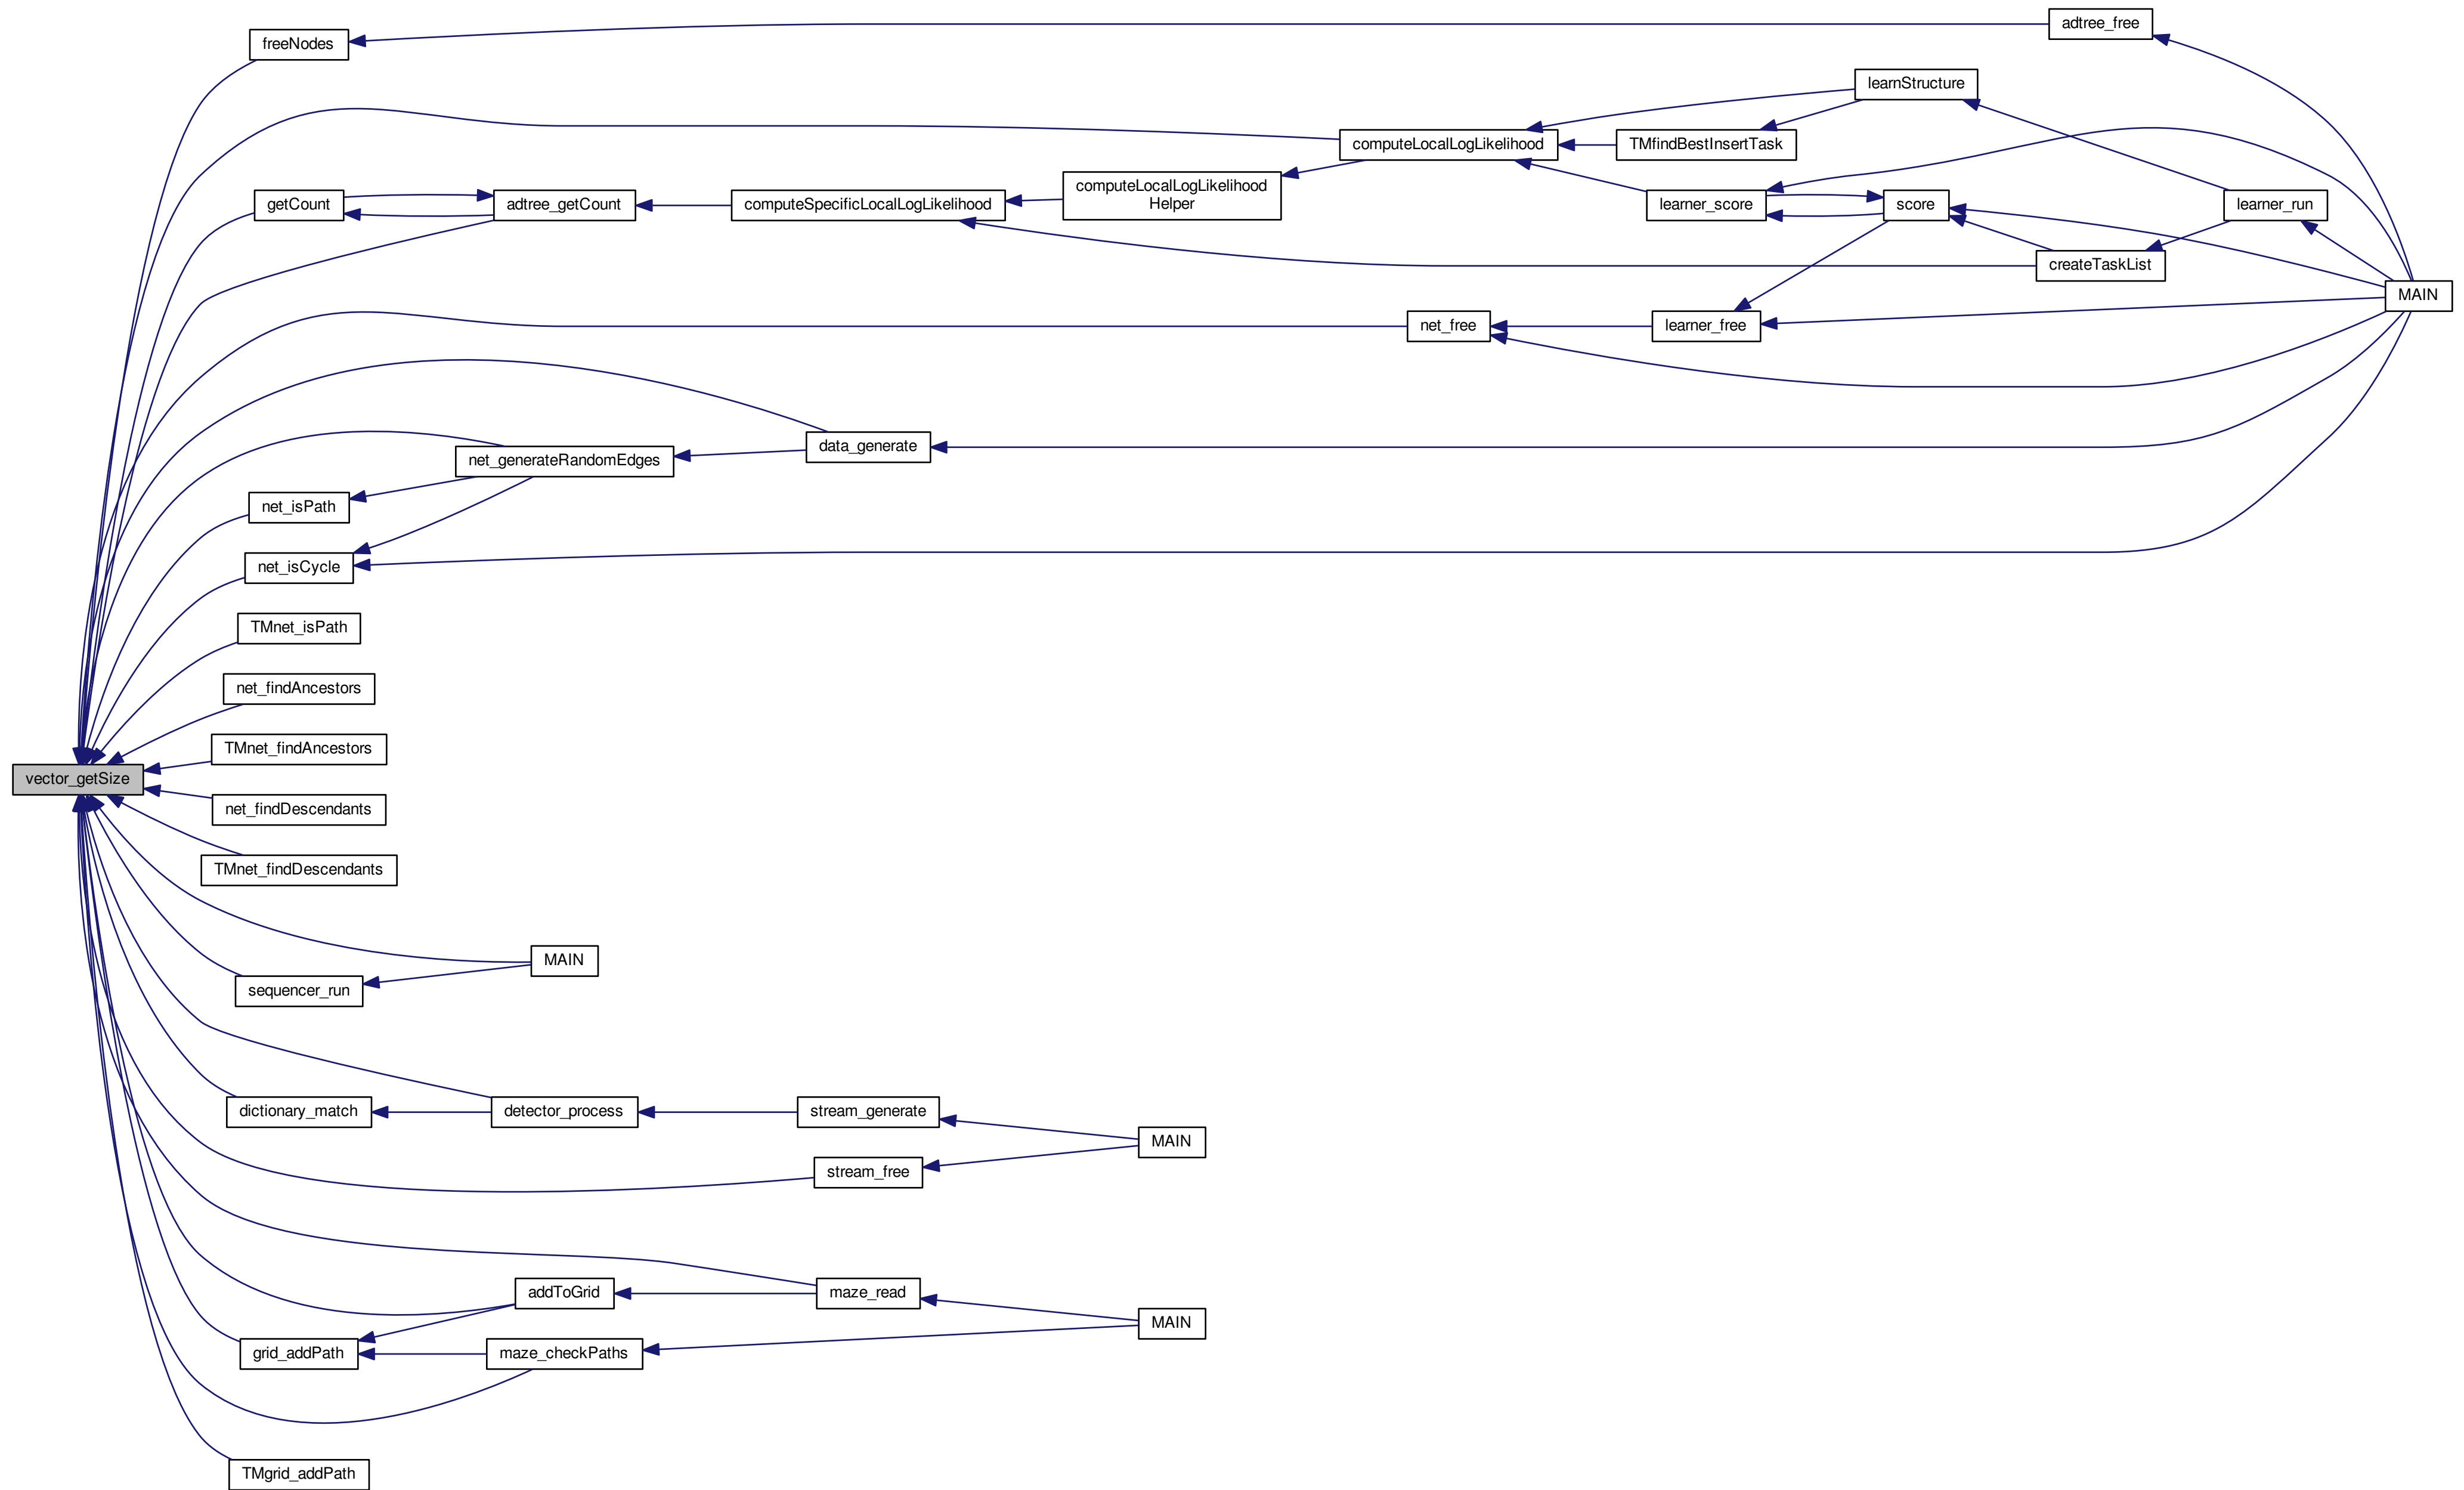 freeNodes
adtree_free
learnStructure
computeLocalLogLikelihood
TMfindBestInsertTask
getCount
adtree_getCount
computeSpecificLocalLogLikelihood
computeLocalLogLikelihood
Helper
learner_score
score
learner_run
createTaskList
MAIN
net_free
learner_free
data_generate
net_generateRandomEdges
net_isPath
net_isCycle
TMnet_isPath
net_findAncestors
TMnet_findAncestors
vector_getSize
net_findDescendants
TMnet_findDescendants
MAIN
sequencer_run
dictionary_match
detector_process
stream_generate
MAIN
stream_free
addToGrid
maze_read
MAIN
grid_addPath
maze_checkPaths
TMgrid_addPath